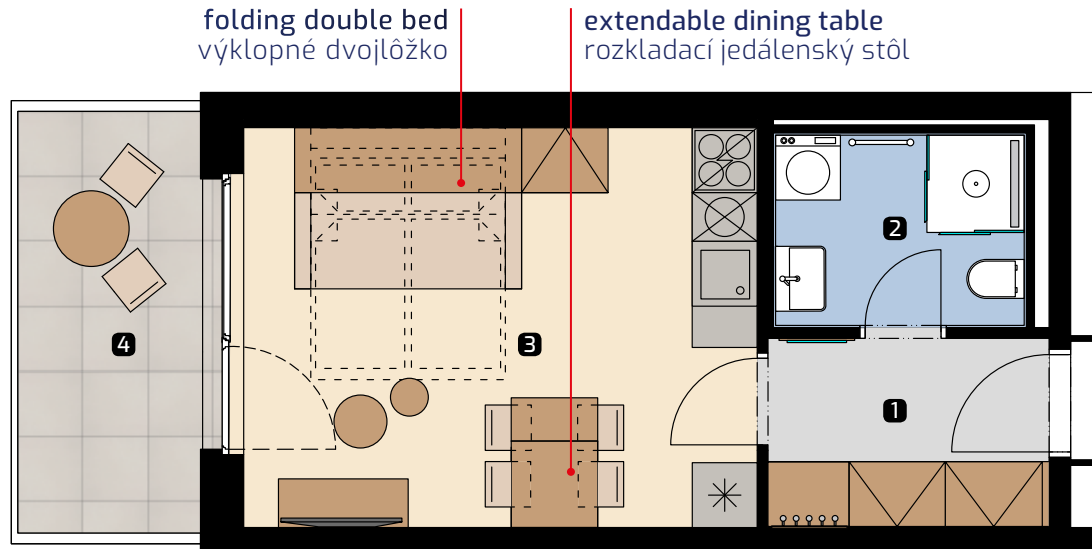 folding double bed
výklopné dvojlôžko
extendable dining table
rozkladací jedálenský stôl
2
3
4
1